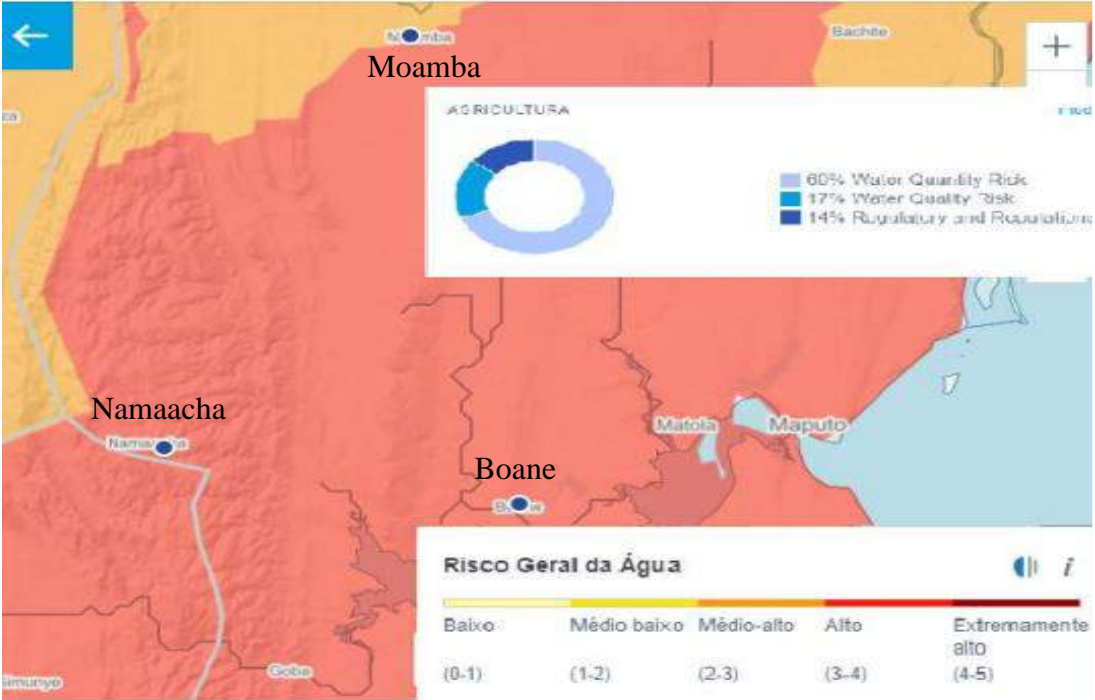 Bachite
Moamba
AGRICULTURA
60% Water Quantity Risk
17% Water Quality Risk
14% Regulatory and Reputationa
Namaacha
Matola
Maputo
Boane
Risco Geral da Água
i
Baixo
Médio baixo
Médio-alto
Alto
Extremamente
alto
(0-1)
(1-2)
(2-3)
(3-4)
(4-5)
Goba
Simunye